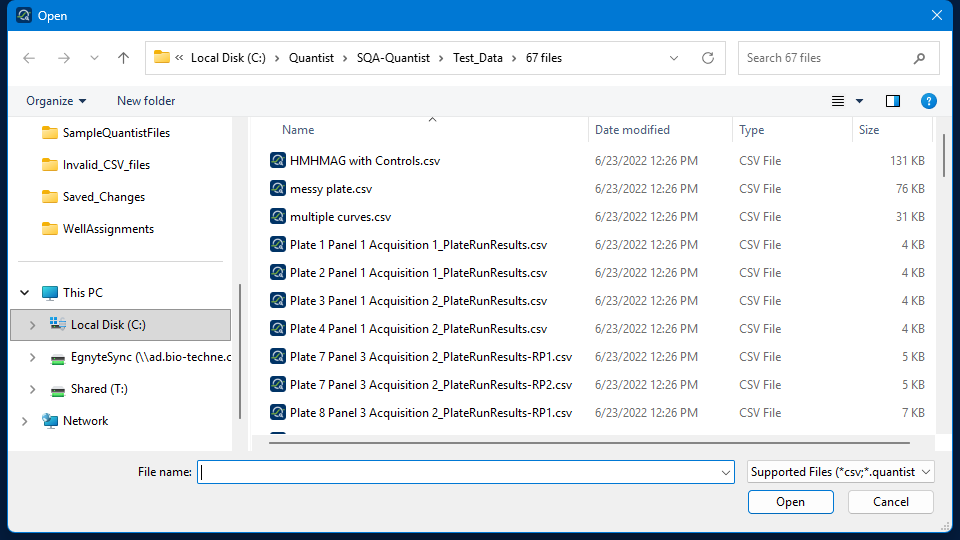 Open
« Local Disk (C:) > Quantist > SQA-Quantist > Test_Data > 67 files
Search 67 files
Organize
New folder
?
SampleQuantistFiles
Invalid_CSV_files
Saved_Changes
WellAssignments
This PC
Local Disk (C:)
EgnyteSync (\\ad.bio-techne.c
Shared (T:)
Network
Name Date modified Type Size
HMHMAG with Controls.csv 6/23/2022 12:26 PM CSV File 131 KB
messy plate.csv 6/23/2022 12:26 PM CSV File 76 KB
multiple curves.csv 6/23/2022 12:26 PM CSV File 31 KB
Plate 1 Panel 1 Acquisition 1_PlateRunResults.csv 6/23/2022 12:26 PM CSV File 4 KB
Plate 2 Panel 1 Acquisition 1_PlateRunResults.csv 6/23/2022 12:26 PM CSV File 4 KB
Plate 3 Panel 1 Acquisition 2_PlateRunResults.csv 6/23/2022 12:26 PM CSV File 4 KB
Plate 4 Panel 1 Acquisition 2_PlateRunResults.csv 6/23/2022 12:26 PM CSV File 4 KB
Plate 7 Panel 3 Acquisition 2_PlateRunResults-RP1.csv 6/23/2022 12:26 PM CSV File 5 KB
Plate 7 Panel 3 Acquisition 2_PlateRunResults-RP2.csv 6/23/2022 12:26 PM CSV File 5 KB
Plate 8 Panel 3 Acquisition 2_PlateRunResults-RP1.csv 6/23/2022 12:26 PM CSV File 7 KB
File name:
Supported Files (*csv;*.quantist
Open
Cancel